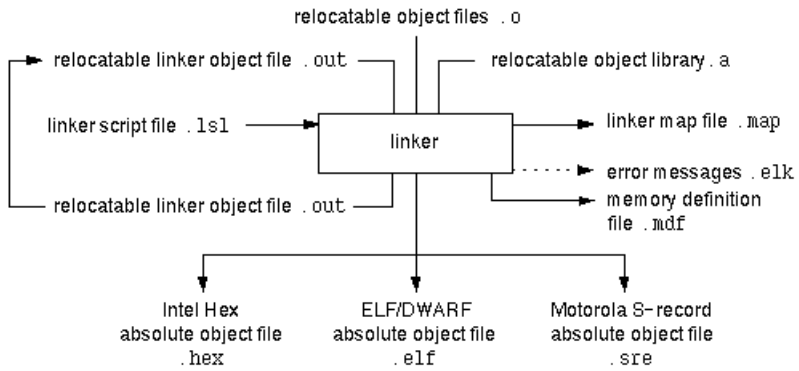 relocatable object files .o
relocatable linker object file .out
relocatable object library .a
linker script file .lsl
linker
linker map file .map
error messages .elk
relocatable linker object file .out
memory definition
file .mdf
Intel Hex
absolute object file
.hex
ELF/DWARF
absolute object file
.elf
Motorola S-record
absolute object file
.sre